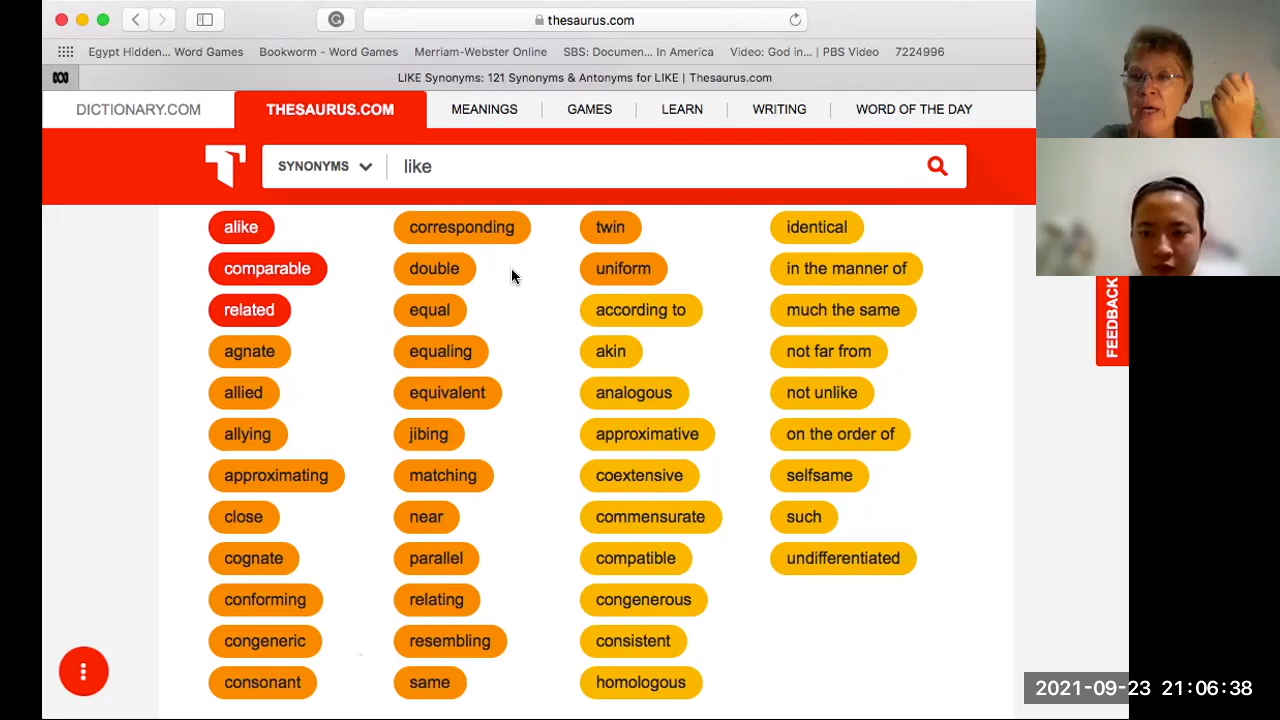 thesaurus.com
Egypt Hidden... Word Games Bookworm - Word Games Merriam-Webster Online SBS: Documen... In America Video: God in... | PBS Video 7224996
LIKE Synonyms: 121 Synonyms & Antonyms for LIKE | Thesaurus.com
DICTIONARY.COM THESAURUS.COM MEANINGS GAMES LEARN WRITING WORD OF THE DAY
SYNONYMS like
alike corresponding twin identical
comparable double uniform in the manner of
related equal according to much the same
agnate equaling akin not far from
allied equivalent analogous not unlike
allying jibing approximative on the order of
approximating matching coextensive selfsame
close near commensurate such
cognate parallel compatible undifferentiated
conforming relating congenerous
congeneric resembling consistent
consonant same homologous
FEEDBACK
2021-09-23 21:06:38